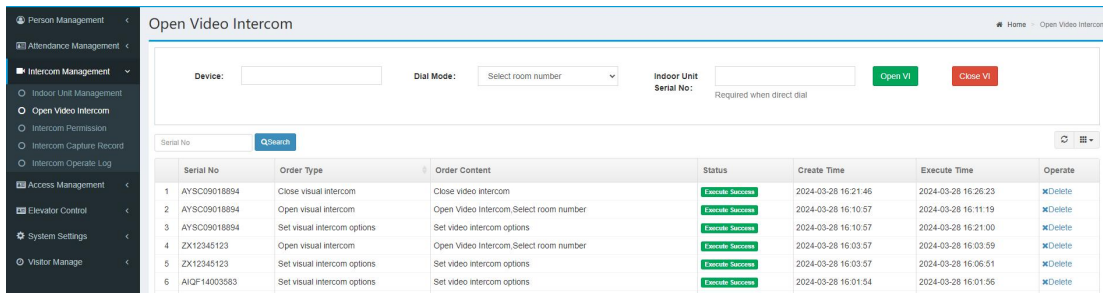 Person Management
Attendance Management
Intercom Management
Indoor Unit Management
Open Video Intercom
Intercom Permission
Intercom Capture Record
Intercom Operate Log
Access Management
Elevator Control
System Settings
Visitor Manage
Open Video Intercom
Home > Open Video Intercom
Device:
Dial Mode: Select room number
Indoor Unit Serial No:
Required when direct dial
Open VI
Close VI
Serial No
Search
Serial No Order Type Order Content Status Create Time Execute Time Operate
1 AYSC09018894 Close visual intercom Close video intercom Execute Success 2024-03-28 16:21:46 2024-03-28 16:26:23 Delete
2 AYSC09018894 Open visual intercom Open Video Intercom,Select room number Execute Success 2024-03-28 16:10:57 2024-03-28 16:11:19 Delete
3 AYSC09018894 Set visual intercom options Set video intercom options Execute Success 2024-03-28 16:10:57 2024-03-28 16:21:00 Delete
4 ZX12345123 Open visual intercom Open Video Intercom,Select room number Execute Success 2024-03-28 16:03:57 2024-03-28 16:03:59 Delete
5 ZX12345123 Set visual intercom options Set video intercom options Execute Success 2024-03-28 16:03:57 2024-03-28 16:06:51 Delete
6 AIQF14003583 Set visual intercom options Set video intercom options Execute Success 2024-03-28 16:01:54 2024-03-28 16:01:56 Delete